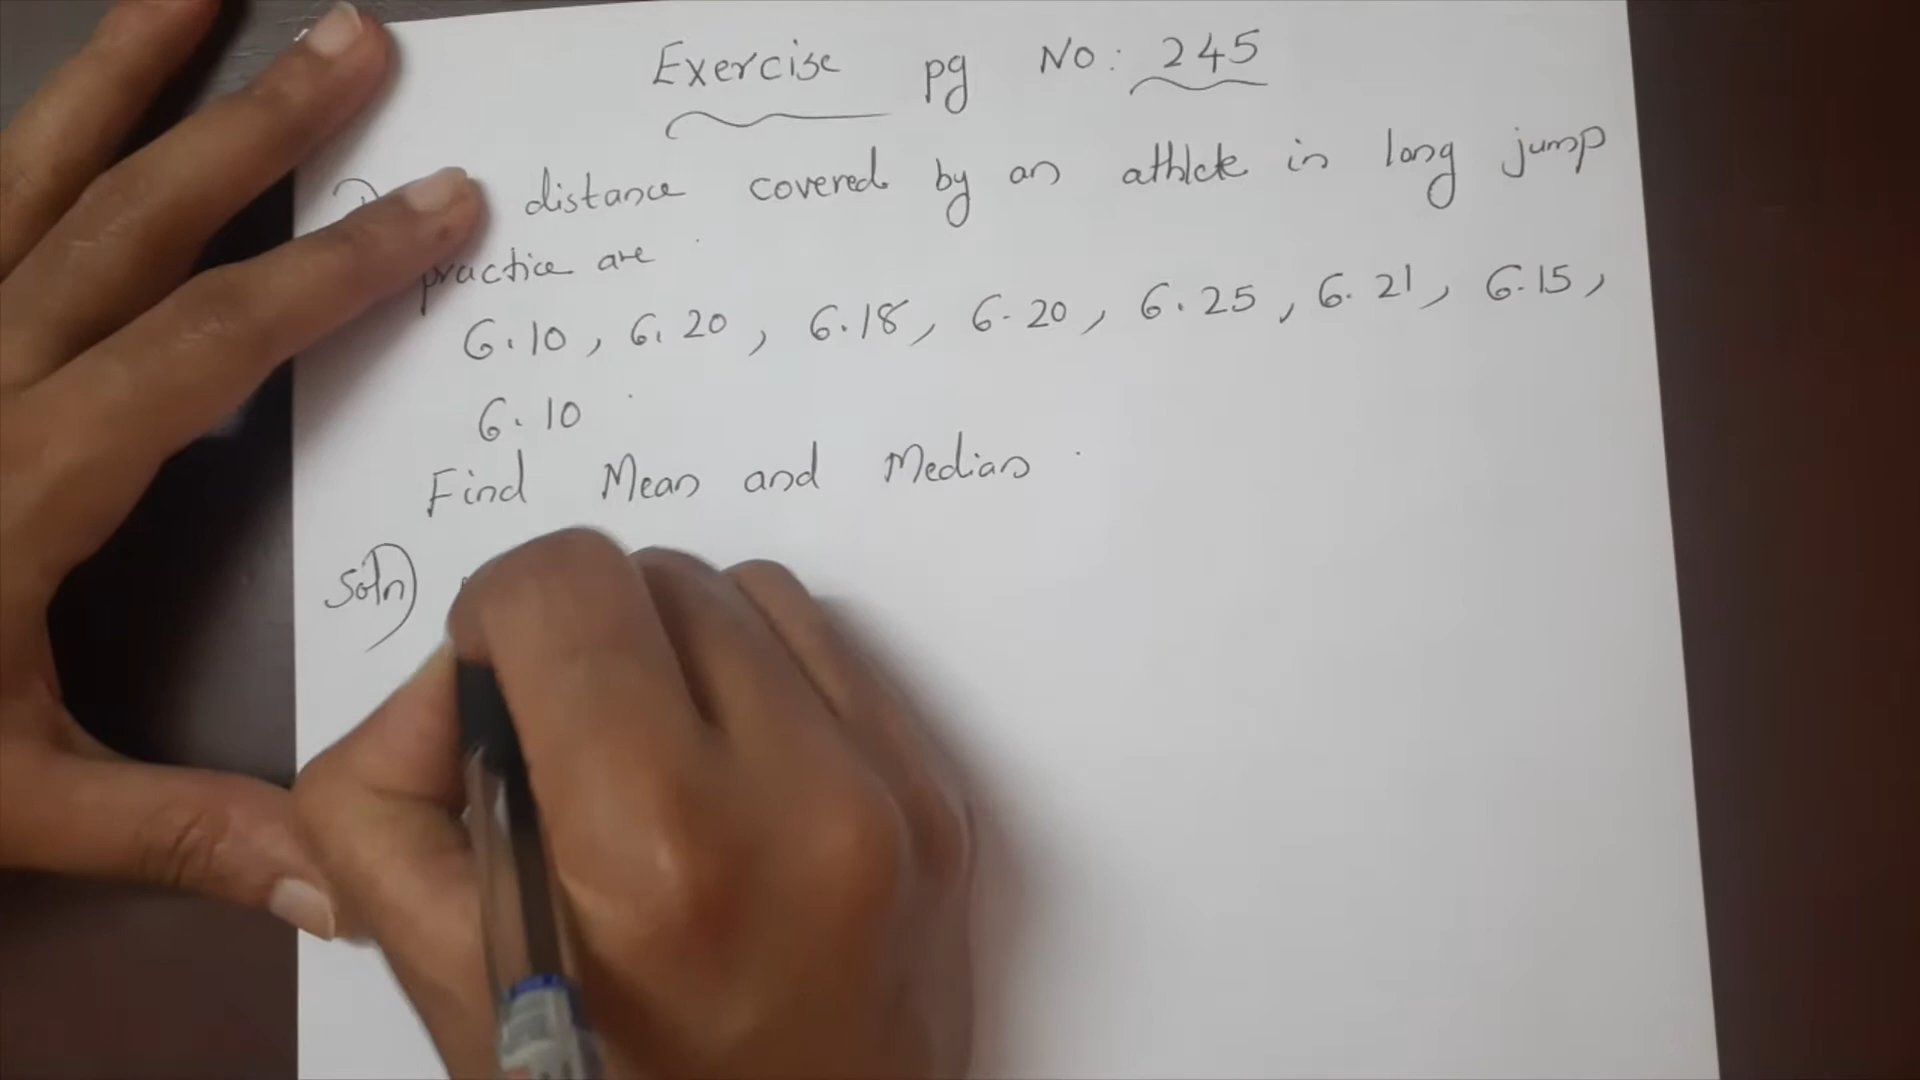 Exercise pg No: 245
distance covered by an athlete in long jump
practice are
6.10, 6.20, 6.18, 6.20, 6.25, 6.21, 6.15,
6.10
Find Mean and Median.
Soln)